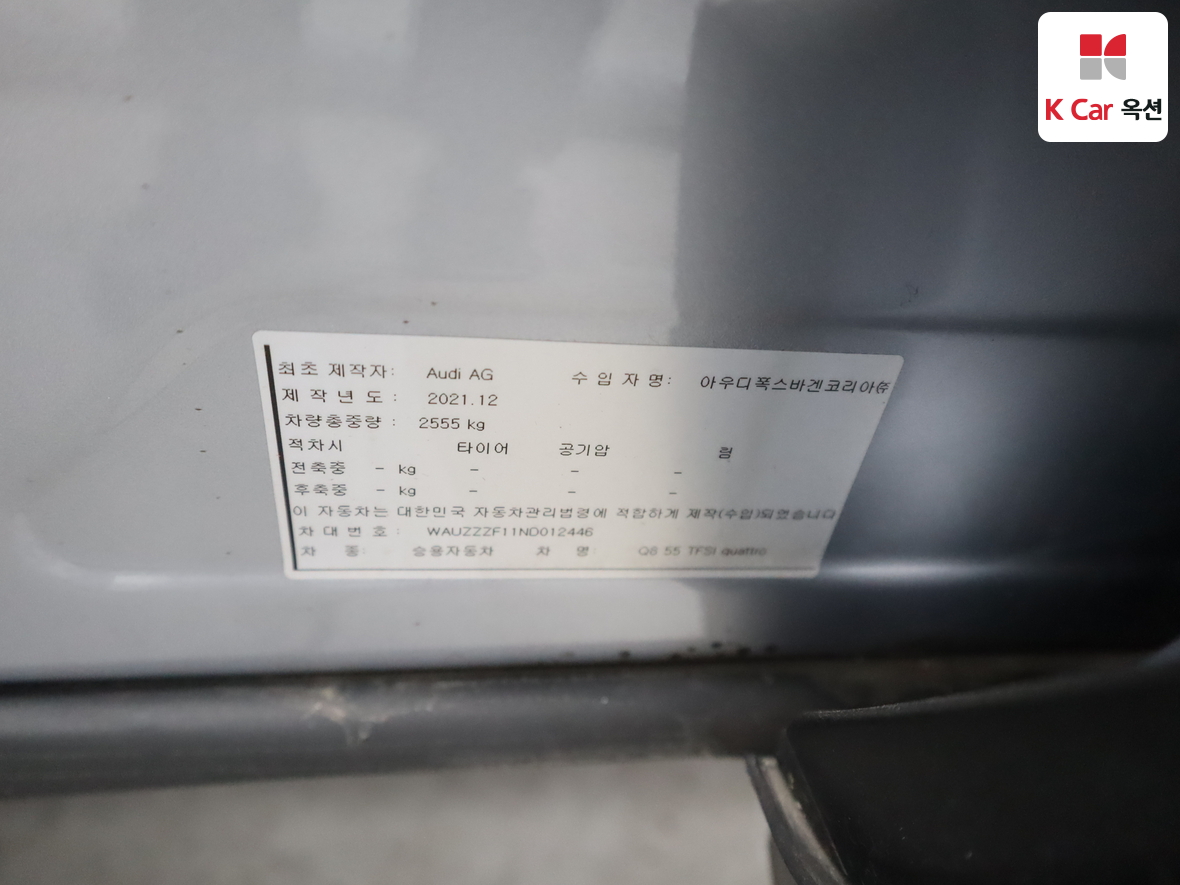 K Car 옥션
최초 제작자: Audi AG 수 입 자 명: 아우디폭스바겐코리아㈜
제 작 년 도 : 2021.12
차량총중량 : 2555 kg
적차시 타이어 공기압 림
전축중 - kg - - -
후축중 - kg - - -
이 자동차는 대한민국 자동차관리법령에 적합하게 제작(수입)되었습니다
차 대 번 호 : WAUZZZF11ND012446
차 종: 승용자동차 차 명: Q8 55 TFSI quattro